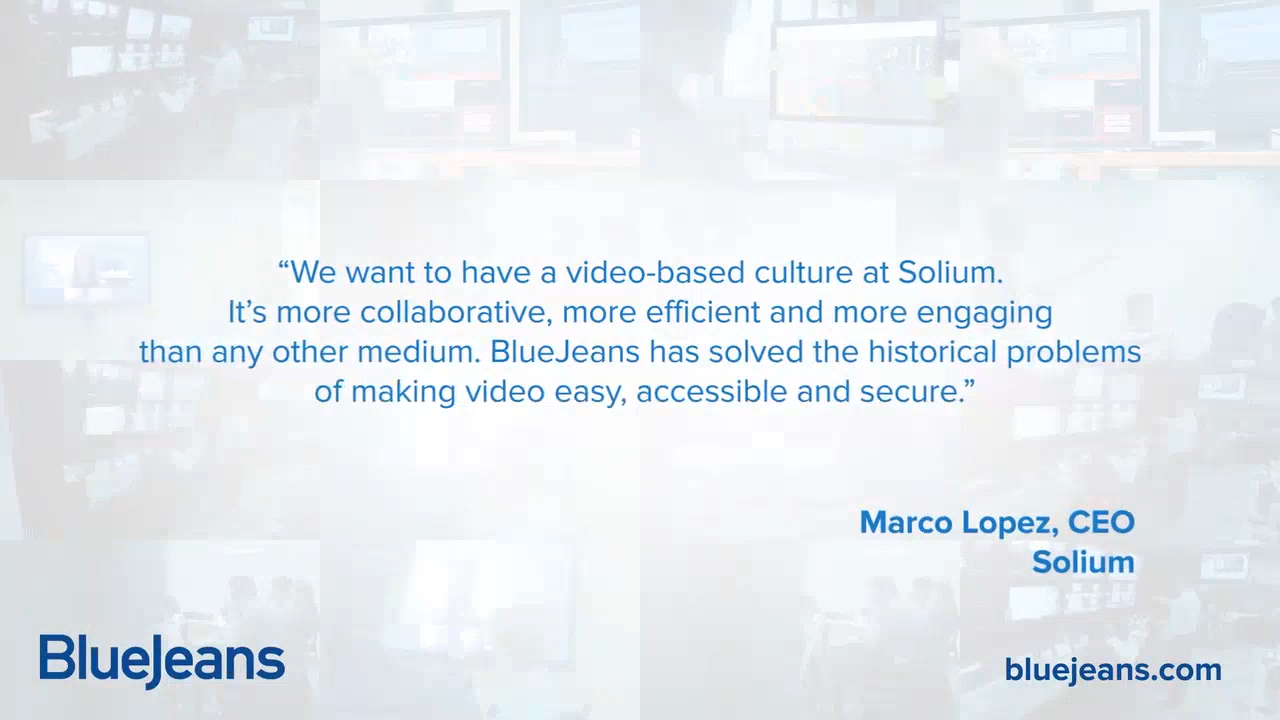 “We want to have a video-based culture at Solium.
It’s more collaborative, more efficient and more engaging
than any other medium. BlueJeans has solved the historical problems
of making video easy, accessible and secure.”
Marco Lopez, CEO
Solium
BlueJeans
bluejeans.com